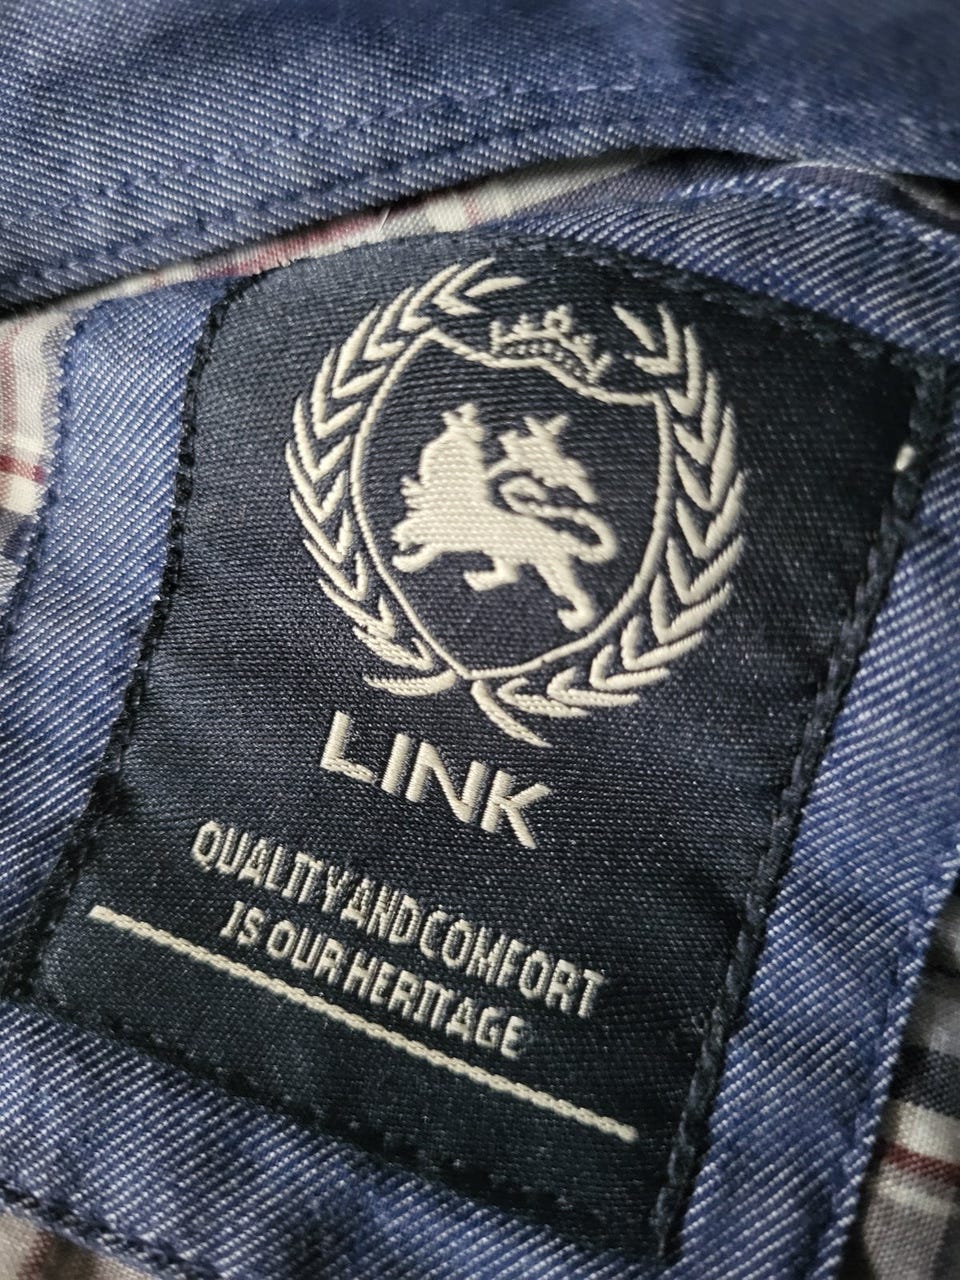 LINK
QUALITY AND COMFORT
IS OUR HERITAGE